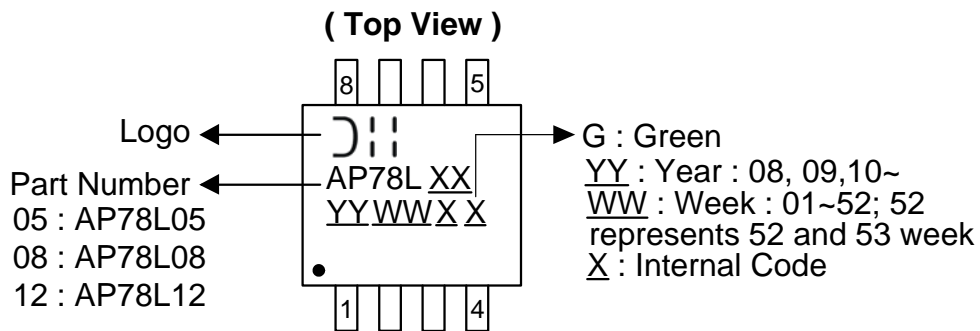 ( Top View )
8 5
Logo
AP78L XX
YY WW X X
Part Number
05 : AP78L05
08 : AP78L08
12 : AP78L12
G : Green
YY : Year : 08, 09,10~
WW : Week : 01~52; 52
represents 52 and 53 week
X : Internal Code
1 4